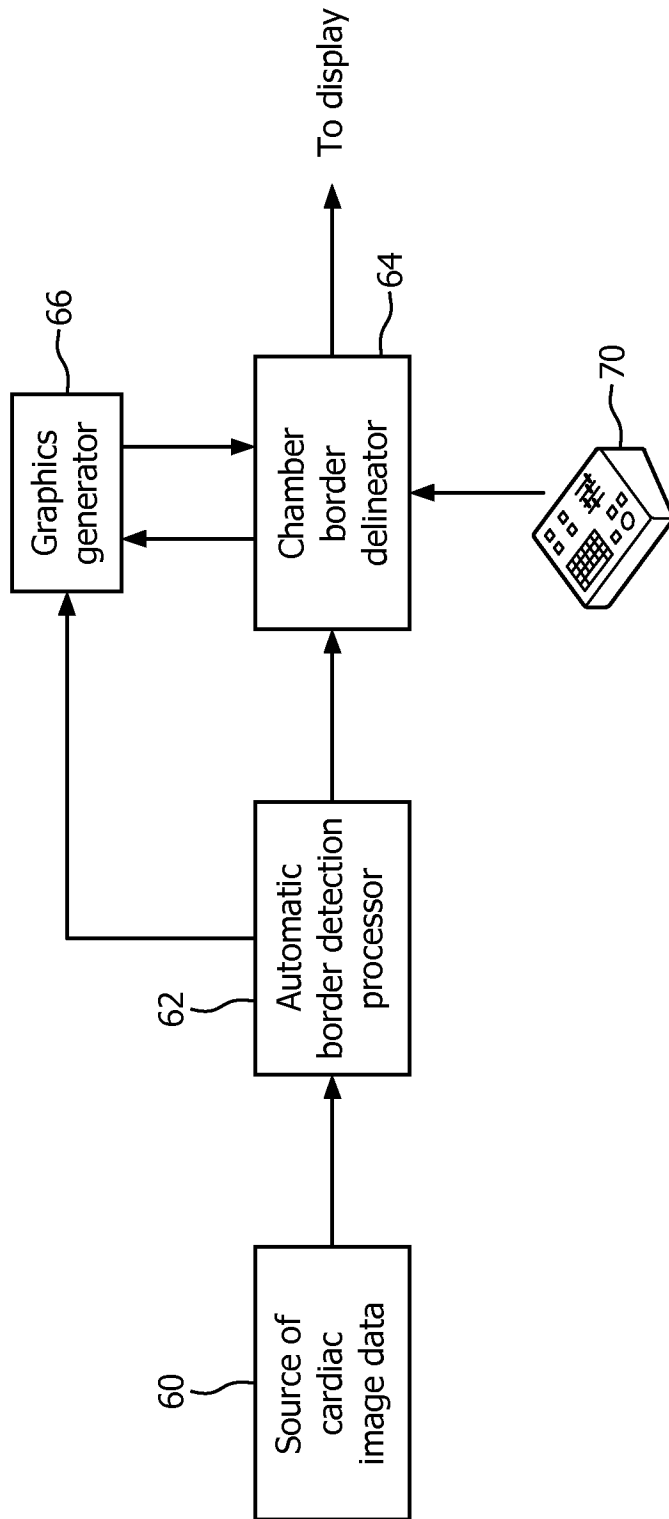 60
Source of
cardiac
image data
62
Automatic
border detection
processor
66
Graphics
generator
Chamber
border
delineator
64
To display
70